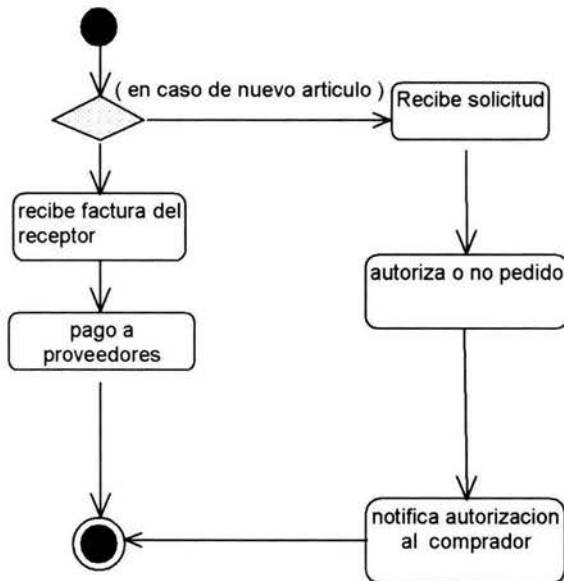 ( en caso de nuevo articulo )
Recibe solicitud
recibe factura del
receptor
autoriza o no pedido
pago a
proveedores
notifica autorizacion
al comprador